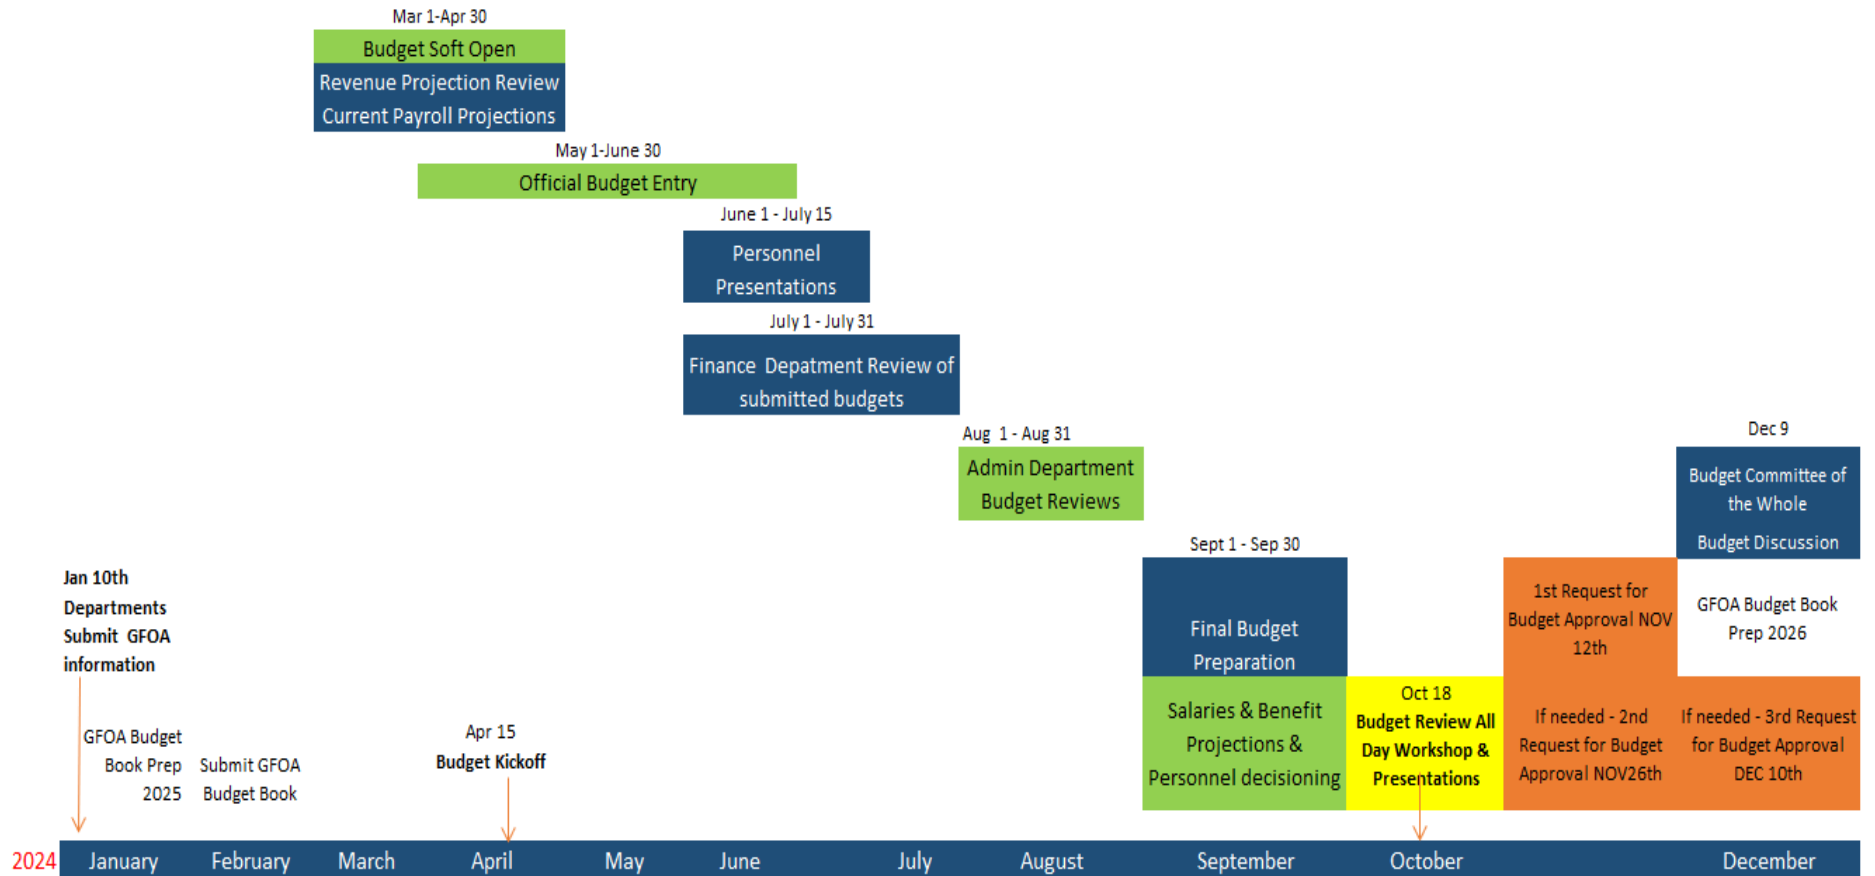 Mar 1-Apr 30
Budget Soft Open
Revenue Projection Review
Current Payroll Projections
May 1-June 30
Official Budget Entry
June 1 - July 15
Personnel
Presentations
July 1 - July 31
Finance  Depatment Review of
submitted budgets
Aug  1 - Aug 31
Admin Department
Budget Reviews
Dec 9
Budget Committee of
the Whole
Budget Discussion
Sept 1 - Sep 30
Final Budget
Preparation
1st Request for
Budget Approval NOV
12th
GFOA Budget Book
Prep 2026
Jan 10th
Departments
Submit  GFOA
information
GFOA Budget
Book Prep
2025
Submit GFOA
Budget Book
Apr 15
Budget Kickoff
Salaries & Benefit
Projections &
Personnel decisioning
Oct 18
Budget Review All
Day Workshop &
Presentations
If needed - 2nd
Request for Budget
Approval NOV26th
If needed - 3rd Request
for Budget Approval
DEC 10th
2024 January February March April May June July August September October December